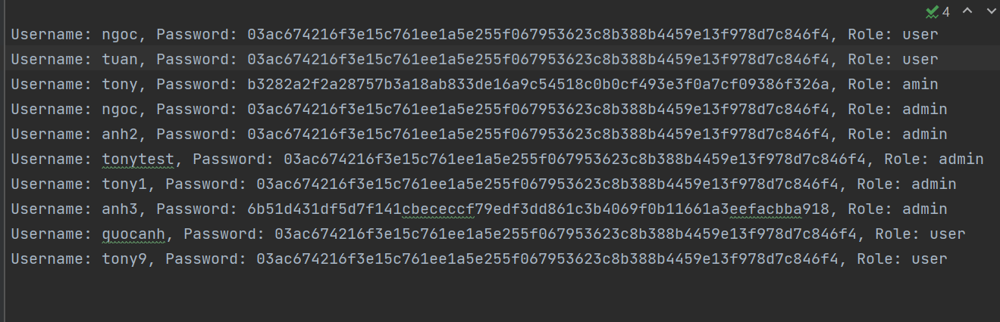 4
Username: ngoc, Password: 03ac674216f3e15c761ee1a5e255f067953623c8b388b4459e13f978d7c846f4, Role: user
Username: tuan, Password: 03ac674216f3e15c761ee1a5e255f067953623c8b388b4459e13f978d7c846f4, Role: user
Username: tony, Password: b3282a2f2a28757b3a18ab833de16a9c54518c0b0cf493e3f0a7cf09386f326a, Role: amin
Username: ngoc, Password: 03ac674216f3e15c761ee1a5e255f067953623c8b388b4459e13f978d7c846f4, Role: admin
Username: anh2, Password: 03ac674216f3e15c761ee1a5e255f067953623c8b388b4459e13f978d7c846f4, Role: admin
Username: tonytest, Password: 03ac674216f3e15c761ee1a5e255f067953623c8b388b4459e13f978d7c846f4, Role: admin
Username: tony1, Password: 03ac674216f3e15c761ee1a5e255f067953623c8b388b4459e13f978d7c846f4, Role: admin
Username: anh3, Password: 6b51d431df5d7f141cbececcf79edf3dd861c3b4069f0b11661a3eefacbba918, Role: admin
Username: quocanh, Password: 03ac674216f3e15c761ee1a5e255f067953623c8b388b4459e13f978d7c846f4, Role: user
Username: tony9, Password: 03ac674216f3e15c761ee1a5e255f067953623c8b388b4459e13f978d7c846f4, Role: user